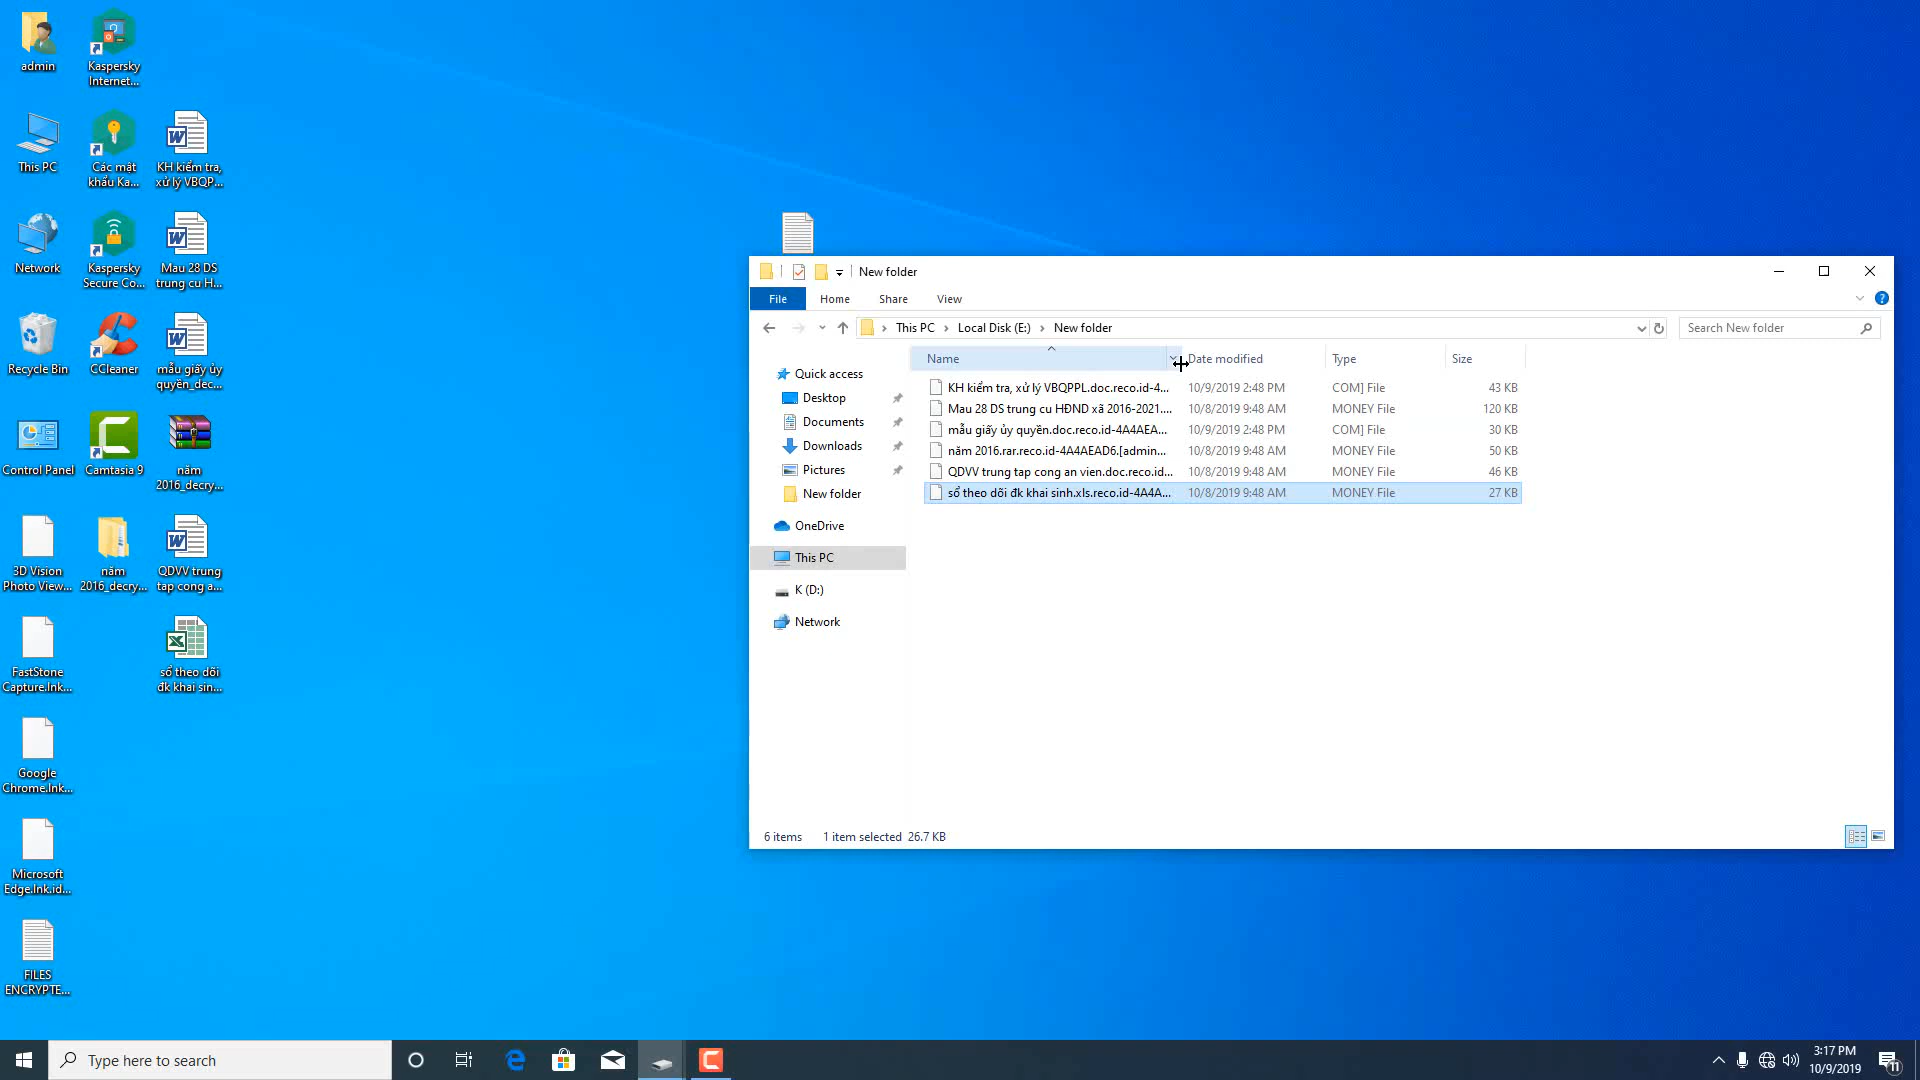 admin
Kaspersky
Internet...
This PC
Các mật
khẩu Ka...
KH kiểm tra,
xử lý VBQP...
Network
Kaspersky
Secure Co...
Mau 28 DS
trung cu H...
Recycle Bin
CCleaner
mẫu giấy ủy
quyền_dec...
Control Panel
Camtasia 9
năm
2016_decry...
3D Vision
Photo View...
năm
2016_decry...
QDVV trung
tap cong a...
FastStone
Capture.lnk...
sổ theo dõi
đk khai sin...
Google
Chrome.lnk...
Microsoft
Edge.lnk.id...
FILES
ENCRYPTE...
New folder
File Home Share View
This PC Local Disk (E:) New folder
Search New folder
Quick access
Desktop
Documents
Downloads
Pictures
New folder
OneDrive
This PC
K (D:)
Network
Name Date modified Type Size
KH kiểm tra, xử lý VBQPPL.doc.reco.id-4... 10/9/2019 2:48 PM COM] File 43 KB
Mau 28 DS trung cu HĐND xã 2016-2021.... 10/8/2019 9:48 AM MONEY File 120 KB
mẫu giấy ủy quyền.doc.reco.id-4A4AEA... 10/9/2019 2:48 PM COM] File 30 KB
năm 2016.rar.reco.id-4A4AEAD6.[admin... 10/8/2019 9:48 AM MONEY File 50 KB
QDVV trung tap cong an vien.doc.reco.id... 10/8/2019 9:48 AM MONEY File 46 KB
sổ theo dõi đk khai sinh.xls.reco.id-4A4A... 10/8/2019 9:48 AM MONEY File 27 KB
6 items 1 item selected 26.7 KB
Type here to search
3:17 PM
10/9/2019
11